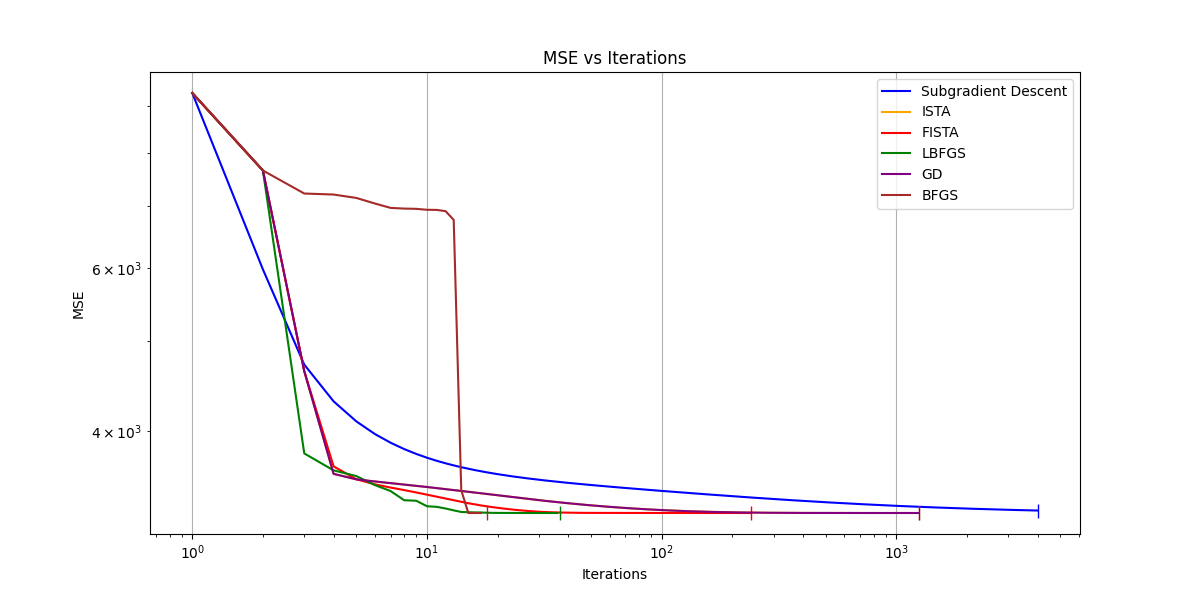 MSE vs Iterations
Subgradient Descent
ISTA
FISTA
LBFGS
GD
BFGS
6 × 10³
4 × 10³
MSE
10⁰
10¹
10²
10³
Iterations